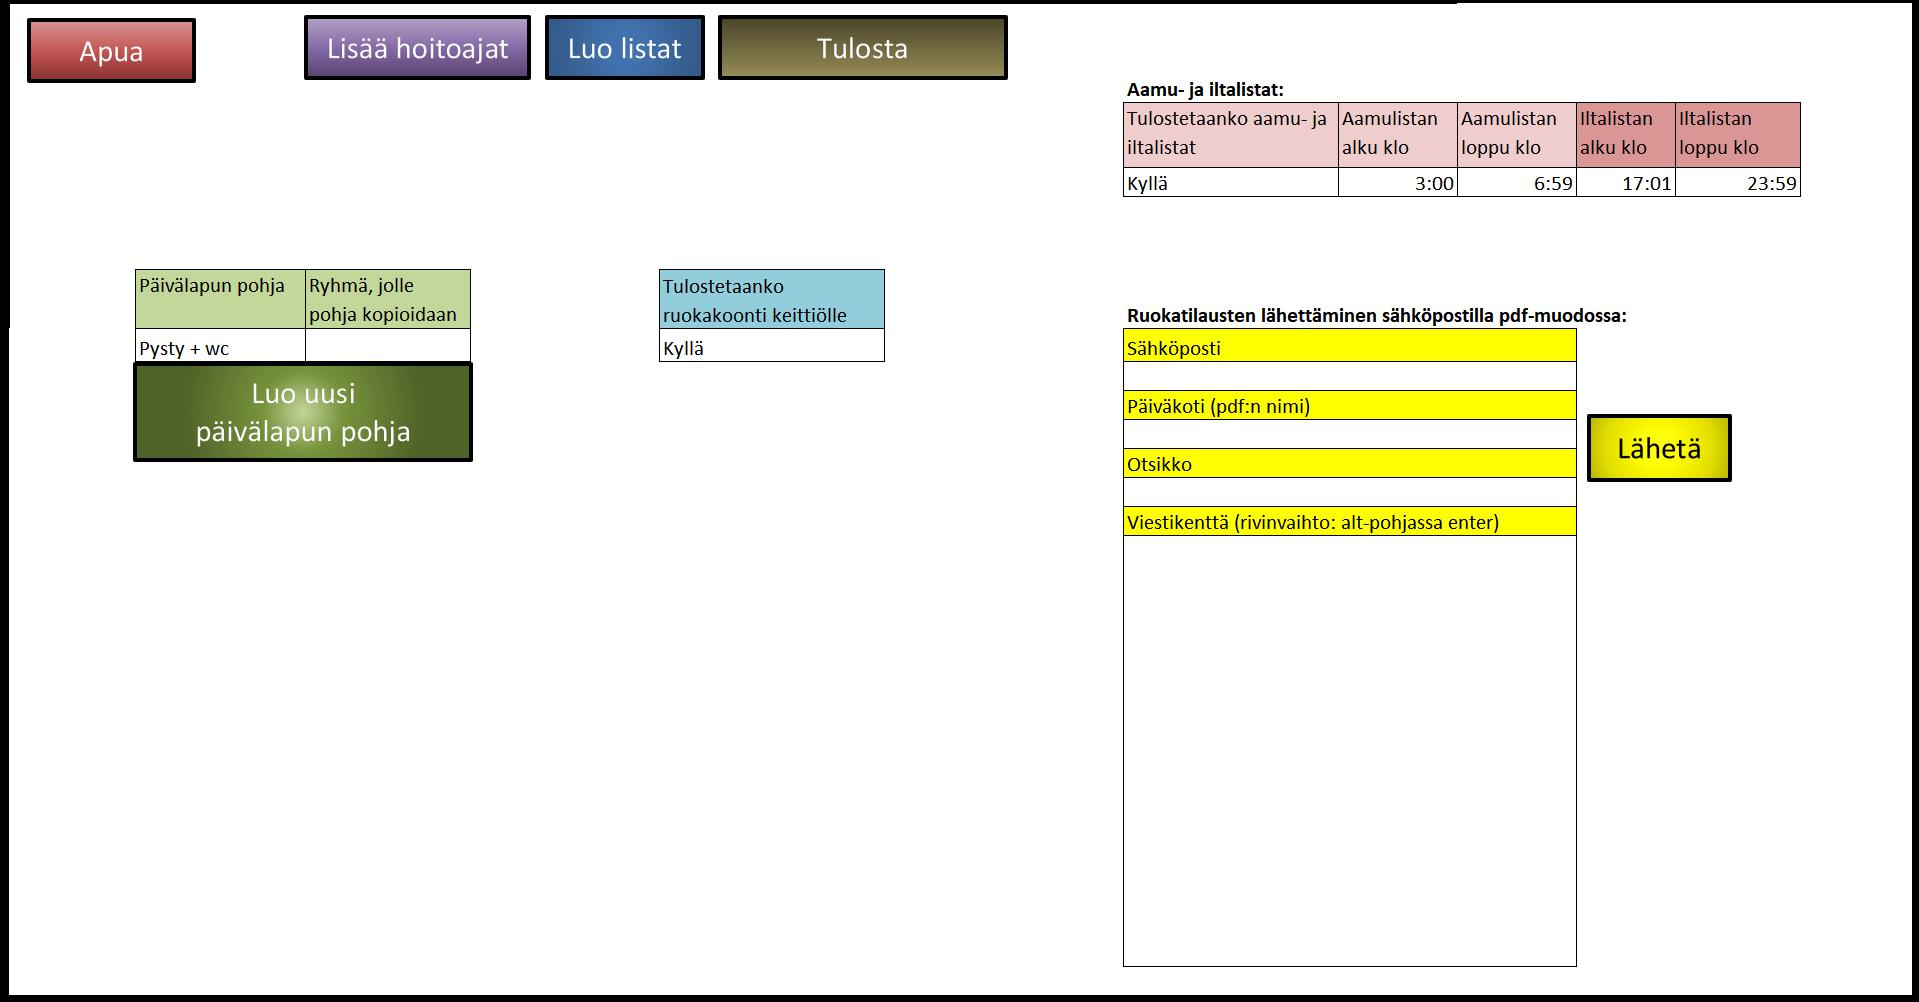 Apua
Lisää hoitoajat
Luo listat
Tulosta
Aamu- ja iltalistat:
Tulostetaanko aamu- ja
iltalistat
Aamulistan
alku klo
Aamulistan
loppu klo
Iltalistan
alku klo
Iltalistan
loppu klo
Kyllä
3:00
6:59
17:01
23:59
Päivälapun pohja
Ryhmä, jolle
pohja kopioidaan
Pysty + wc
Luo uusi
päivälapun pohja
Tulostetaanko
ruokakoonti keittiölle
Kyllä
Ruokatilausten lähettäminen sähköpostilla pdf-muodossa:
Sähköposti
Päiväkoti (pdf:n nimi)
Otsikko
Viestikenttä (rivinvaihto: alt-pohjassa enter)
Lähetä